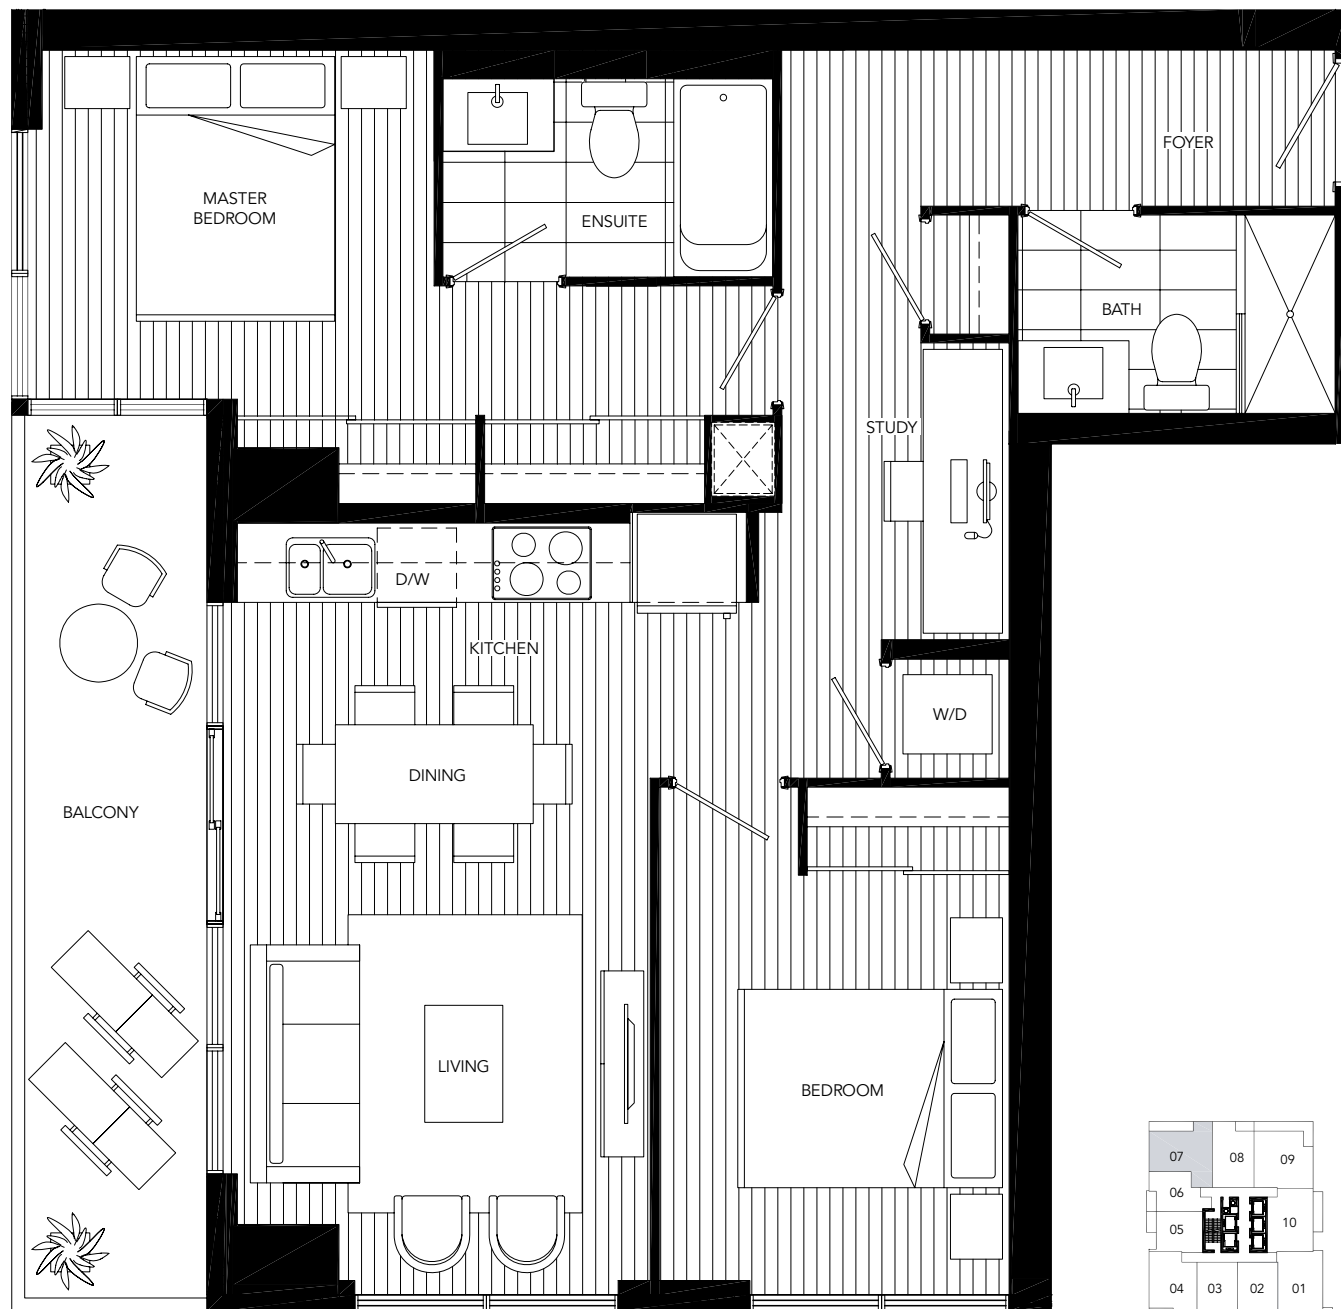 FOYER
MASTER
BEDROOM
ENSUITE
BATH
STUDY
D/W
KITCHEN
W/D
DINING
BALCONY
LIVING
BEDROOM
07
08
09
06
05
10
04
03
02
01